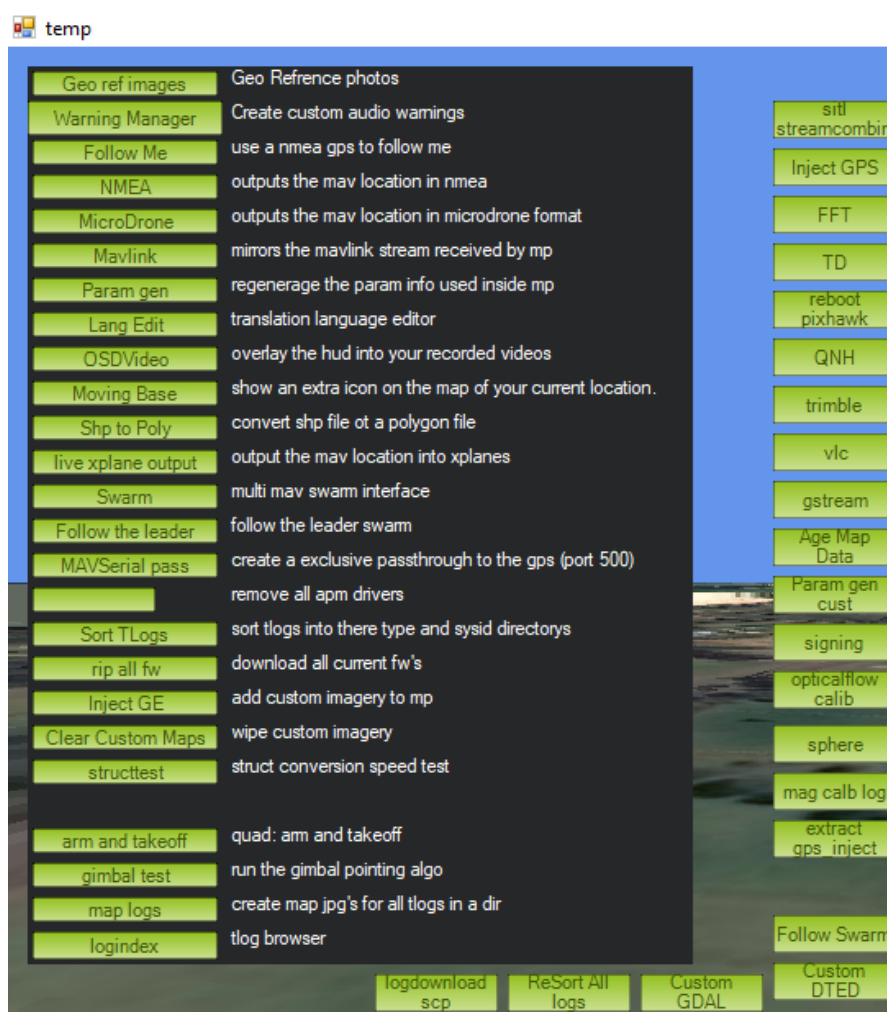 temp
Geo ref images Geo Refrence photos
Warning Manager Create custom audio warnings
Follow Me use a nmea gps to follow me
NMEA outputs the mav location in nmea
MicroDrone outputs the mav location in microdrone format
Mavlink mirrors the mavlink stream received by mp
Param gen regenerage the param info used inside mp
Lang Edit translation language editor
OSDVideo overlay the hud into your recorded videos
Moving Base show an extra icon on the map of your current location.
Shp to Poly convert shp file ot a polygon file
live xplane output output the mav location into xplanes
Swarm multi mav swarm interface
Follow the leader follow the leader swarm
MAVSerial pass create a exclusive passthrough to the gps (port 500)
remove all apm drivers
Sort TLogs sort tlogs into there type and sysid directorys
rip all fw download all current fw's
Inject GE add custom imagery to mp
Clear Custom Maps wipe custom imagery
structtest struct conversion speed test
arm and takeoff quad: arm and takeoff
gimbal test run the gimbal pointing algo
map logs create map jpg's for all tlogs in a dir
logindex tlog browser
sitl
streamcombin
Inject GPS
FFT
TD
reboot
pixhawk
QNH
trimble
vlc
gstream
Age Map
Data
Param gen
cust
signing
opticalflow
calib
sphere
mag calb log
extract
gps_inject
Follow Swarm
Custom
DTED
logdownload
scp
ReSort All
logs
Custom
GDAL